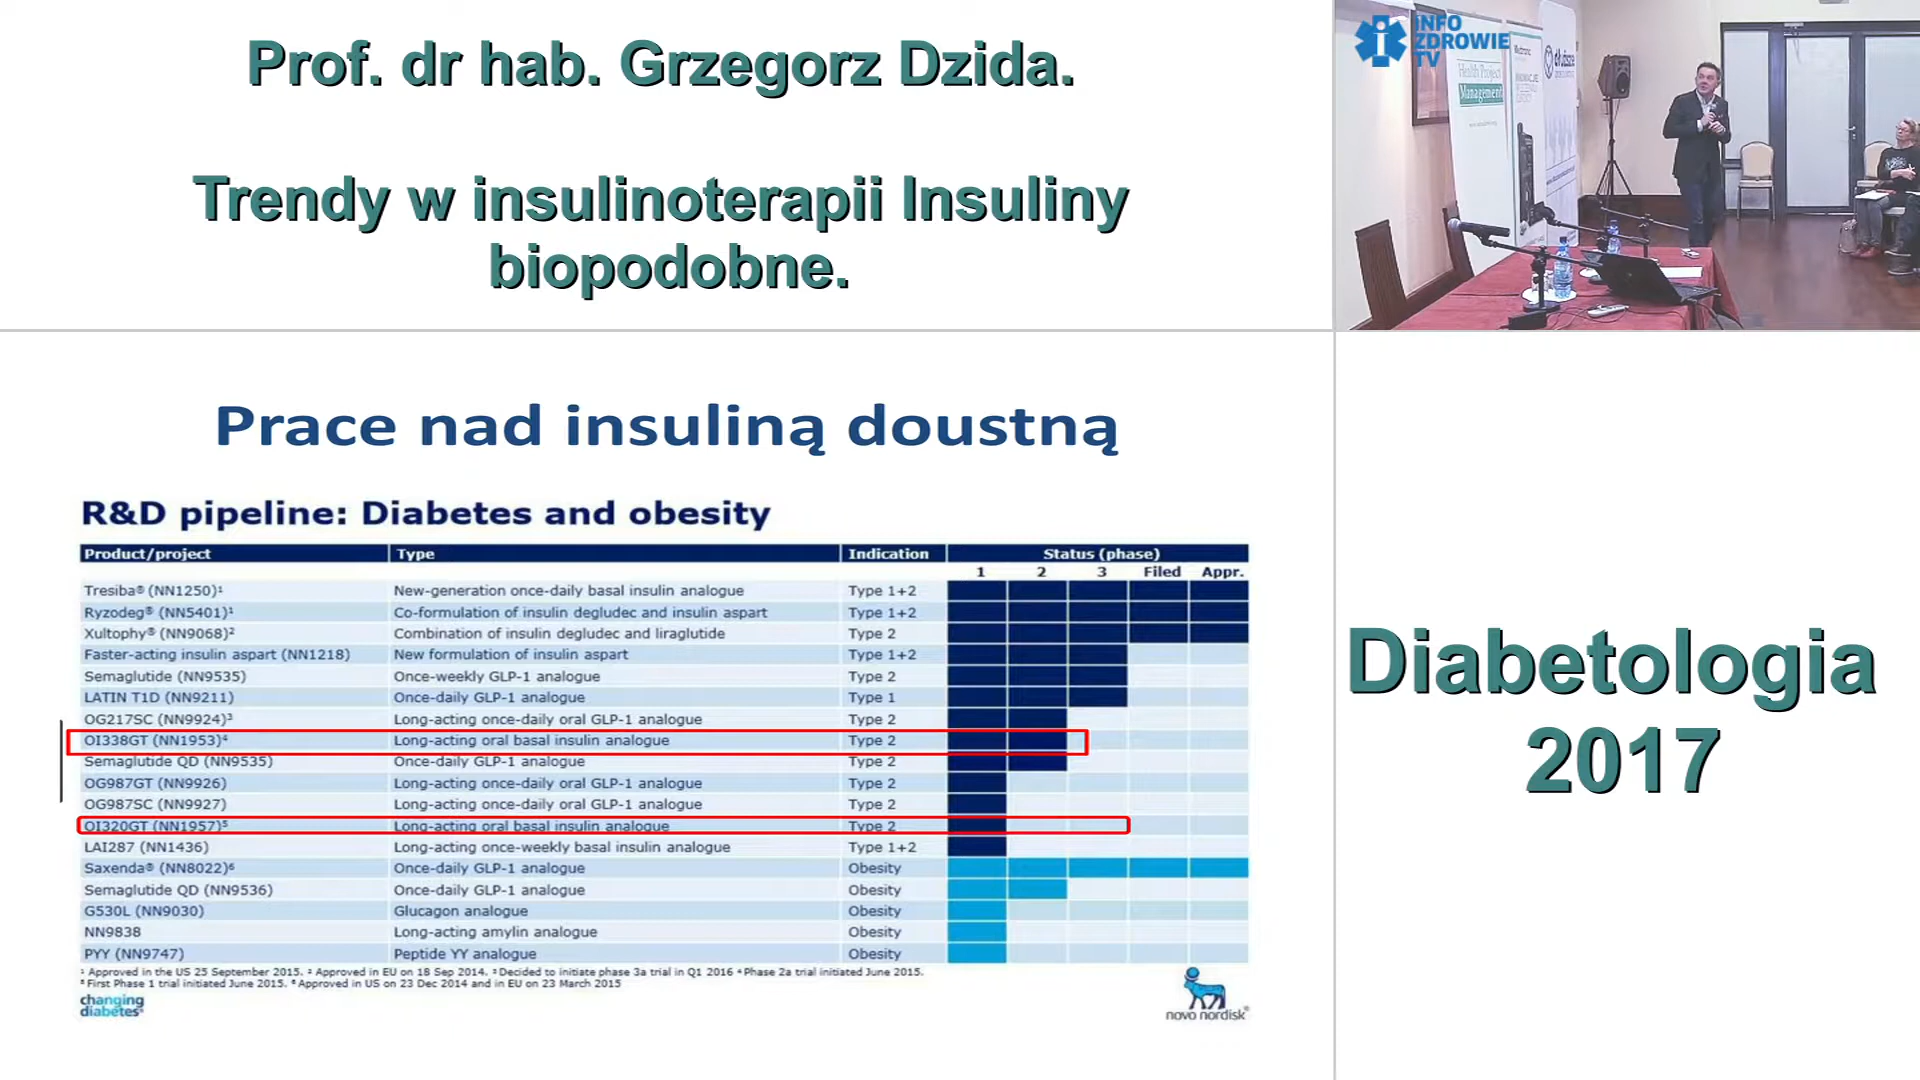 Prof. dr hab. Grzegorz Dzida.
Trendy w insulinoterapii Insuliny
biopodobne.
INFO
ZDROWIE
TV
Health Project
Management
Prace nad insuliną doustną
R&D pipeline: Diabetes and obesity
Product/project Type Indication Status (phase)
1 2 3 Filed Appr.
Tresiba® (NN1250)¹ New-generation once-daily basal insulin analogue Type 1+2
Ryzodeg® (NN5401)¹ Co-formulation of insulin degludec and insulin aspart Type 1+2
Xultophy® (NN9068)² Combination of insulin degludec and liraglutide Type 2
Faster-acting insulin aspart (NN1218) New formulation of insulin aspart Type 1+2
Semaglutide (NN9535) Once-weekly GLP-1 analogue Type 2
LATIN T1D (NN9211) Once-daily GLP-1 analogue Type 1
OG217SC (NN9924)³ Long-acting once-daily oral GLP-1 analogue Type 2
OI338GT (NN1953)⁴ Long-acting oral basal insulin analogue Type 2
Semaglutide QD (NN9535) Once-daily GLP-1 analogue Type 2
OG987GT (NN9926) Long-acting once-daily oral GLP-1 analogue Type 2
OG987SC (NN9927) Long-acting once-daily oral GLP-1 analogue Type 2
OI320GT (NN1957)⁵ Long-acting oral basal insulin analogue Type 2
LAI287 (NN1436) Long-acting once-weekly basal insulin analogue Type 1+2
Saxenda® (NN8022)⁶ Once-daily GLP-1 analogue Obesity
Semaglutide QD (NN9536) Once-daily GLP-1 analogue Obesity
G530L (NN9030) Glucagon analogue Obesity
NN9838 Long-acting amylin analogue Obesity
PYY (NN9747) Peptide YY analogue Obesity
¹ Approved in the US 25 September 2015. ² Approved in EU on 18 Sep 2014. ³ Decided to initiate phase 3a trial in Q1 2016 ⁴ Phase 2a trial initiated June 2015.
⁵ First Phase 1 trial initiated June 2015. ⁶ Approved in US on 23 Dec 2014 and in EU on 23 March 2015
changing
diabetes®
novo nordisk®
Diabetologia
2017